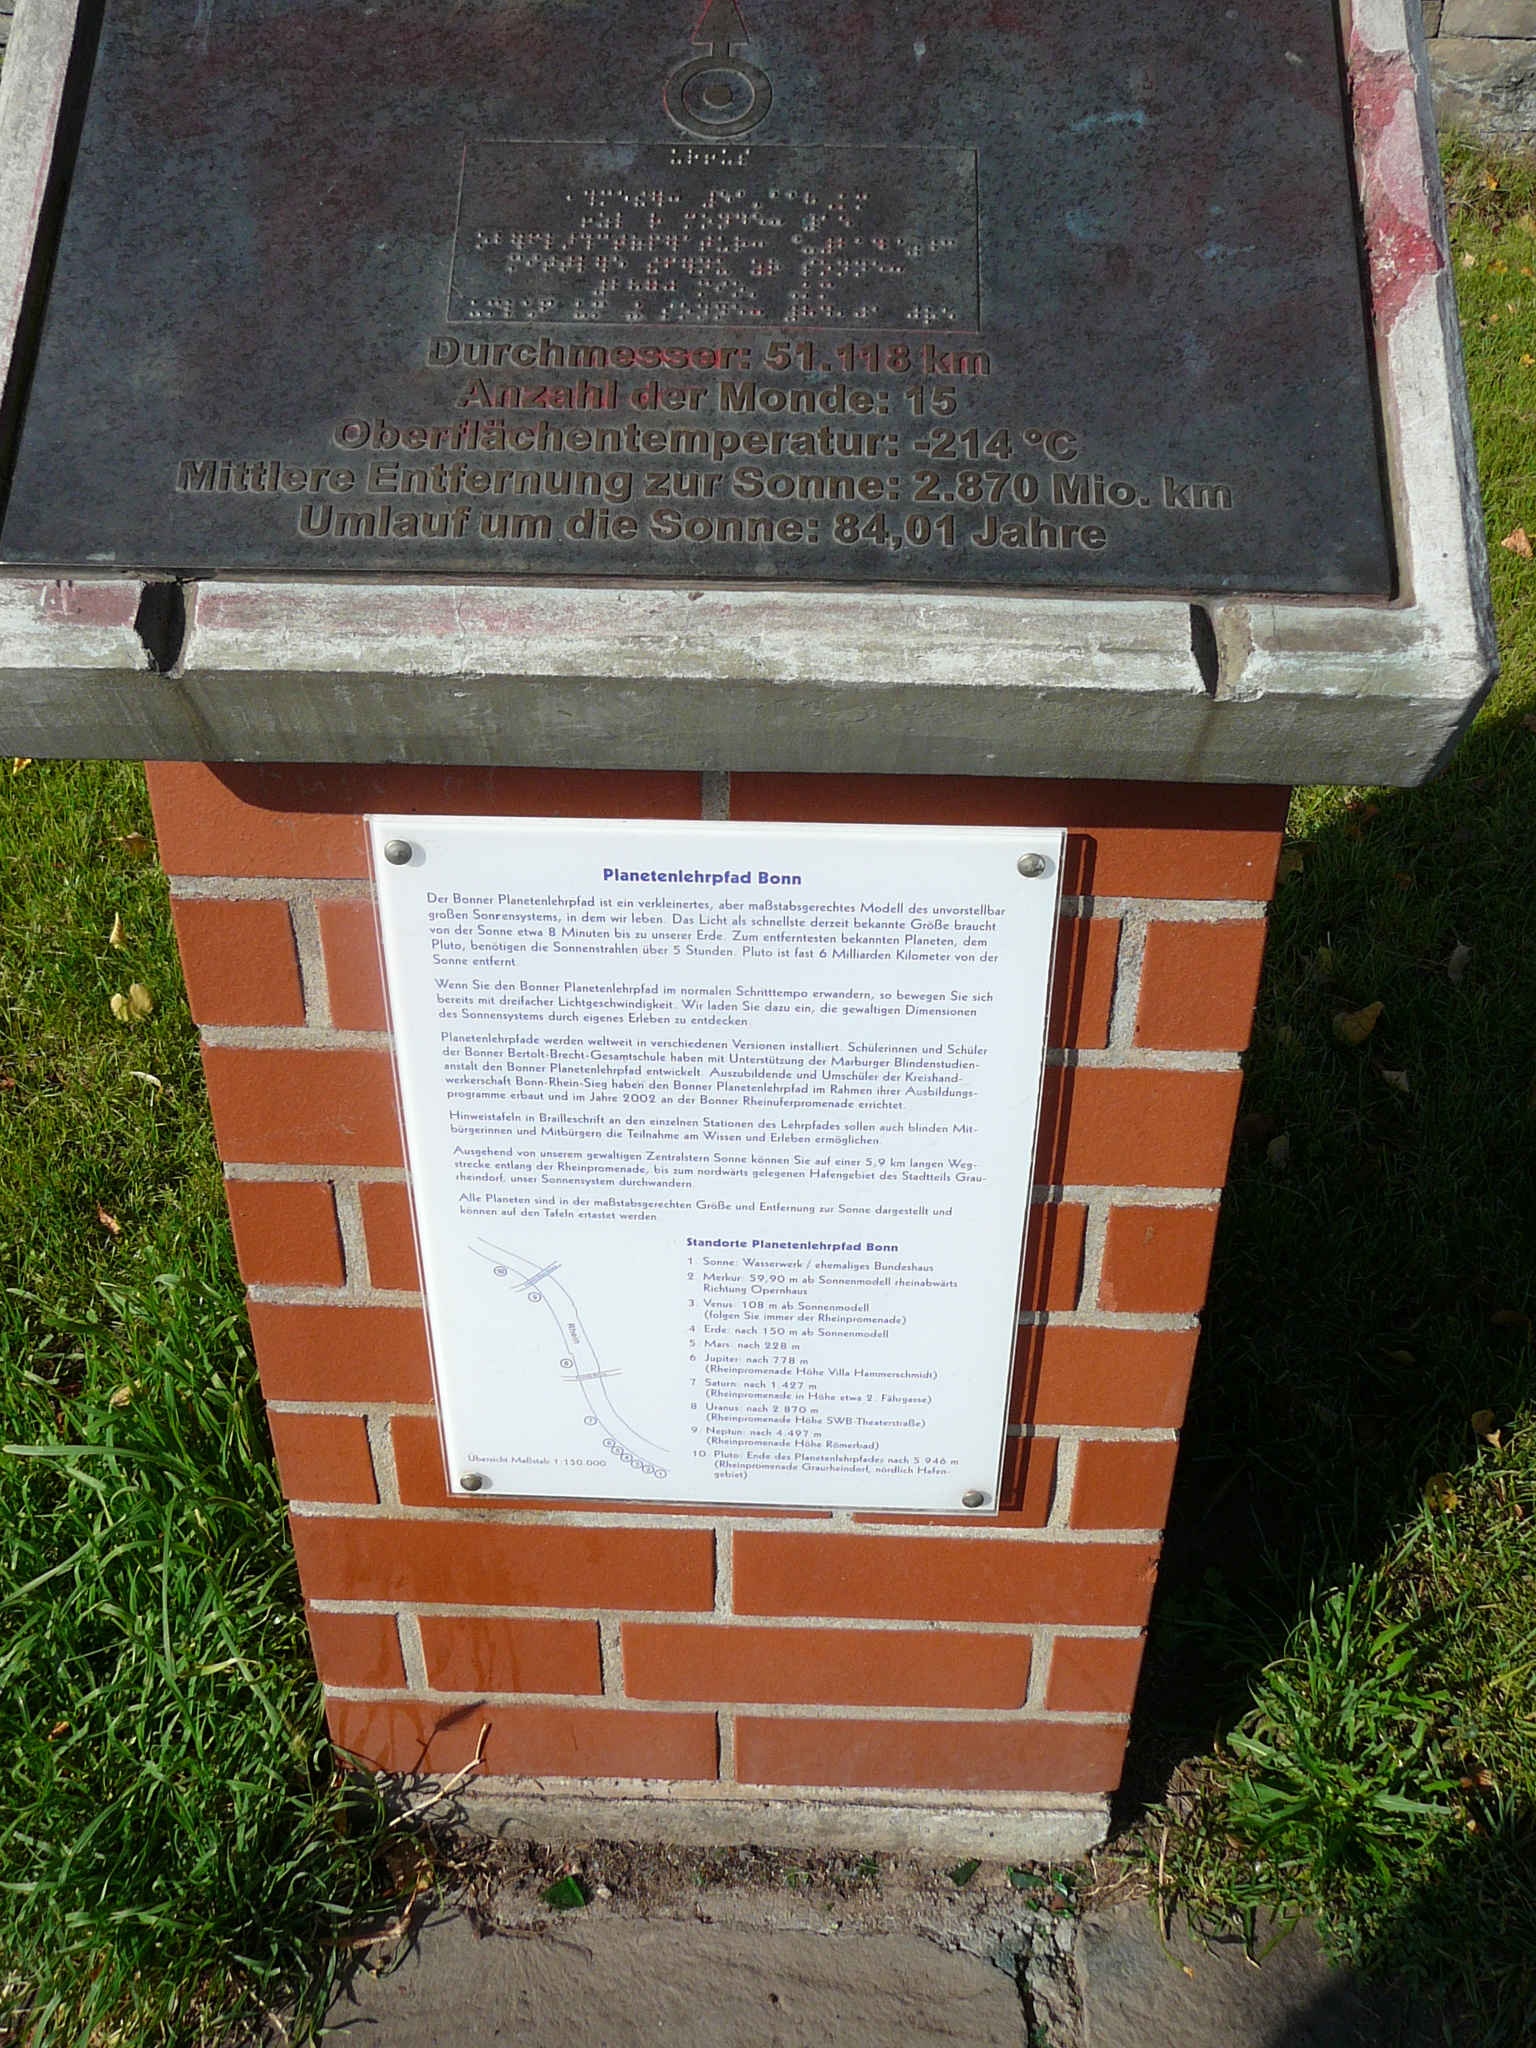 Durchmesser: 51.118 km
Anzahl der Monde: 15
Oberflächentemperatur: -214 °C
Mittlere Entfernung zur Sonne: 2.870 Mio. km
Umlauf um die Sonne: 84,01 Jahre
Planetenlehrpfad Bonn
Der Bonner Planetenlehrpfad ist ein verkleinertes, aber maßstabsgerechtes Modell des unvorstellbar
großen Sonnensystems, in dem wir leben. Das Licht als schnellste derzeit bekannte Größe braucht
von der Sonne etwa 8 Minuten bis zu unserer Erde. Zum entferntesten bekannten Planeten, dem
Pluto, benötigen die Sonnenstrahlen über 5 Stunden. Pluto ist fast 6 Milliarden Kilometer von der
Sonne entfernt.
Wenn Sie den Bonner Planetenlehrpfad im normalen Schritttempo erwandern, so bewegen Sie sich
bereits mit dreifacher Lichtgeschwindigkeit. Wir laden Sie dazu ein, die gewaltigen Dimensionen
des Sonnensystems durch eigenes Erleben zu entdecken.
Planetenlehrpfade werden weltweit in verschiedenen Versionen installiert. Schülerinnen und Schüler
der Bonner Bertolt-Brecht-Gesamtschule haben mit Unterstützung der Marburger Blindenstudien-
anstalt den Bonner Planetenlehrpfad entwickelt. Auszubildende und Umschüler der Kreishand-
werkerschaft Bonn-Rhein-Sieg haben den Bonner Planetenlehrpfad im Rahmen ihrer Ausbildungs-
programme erbaut und im Jahre 2002 an der Bonner Rheinuferpromenade errichtet.
Hinweistafeln in Brailleschrift an den einzelnen Stationen des Lehrpfades sollen auch blinden Mit-
bürgerinnen und Mitbürgern die Teilnahme am Wissen und Erleben ermöglichen.
Ausgehend von unserem gewaltigen Zentralstern Sonne können Sie auf einer 5,9 km langen Weg-
strecke entlang der Rheinpromenade, bis zum nordwärts gelegenen Hafengebiet des Stadtteils Grau-
rheindorf, unser Sonnensystem durchwandern.
Alle Planeten sind in der maßstabsgerechten Größe und Entfernung zur Sonne dargestellt und
können auf den Tafeln ertastet werden.
Standorte Planetenlehrpfad Bonn
1. Sonne: Wasserwerk / ehemaliges Bundeshaus
2. Merkur: 59,90 m ab Sonnenmodell rheinabwärts
Richtung Opernhaus
3. Venus: 108 m ab Sonnenmodell
(folgen Sie immer der Rheinpromenade)
4. Erde: nach 150 m ab Sonnenmodell
5. Mars: nach 228 m
6. Jupiter: nach 778 m
(Rheinpromenade Höhe Villa Hammerschmidt)
7. Saturn: nach 1.427 m
(Rheinpromenade in Höhe etwa 2. Fährgasse)
8. Uranus: nach 2.870 m
(Rheinpromenade Höhe SWB-Theaterstraße)
9. Neptun: nach 4.497 m
(Rheinpromenade Höhe Römerbad)
10. Pluto: Ende des Planetenlehrpfades nach 5.946 m
(Rheinpromenade Graurheindorf, nördlich Hafen-
gebiet)
10
9
Rhein
8
7
6
5
4
3
2
1
Übersicht Maßstab 1:150.000